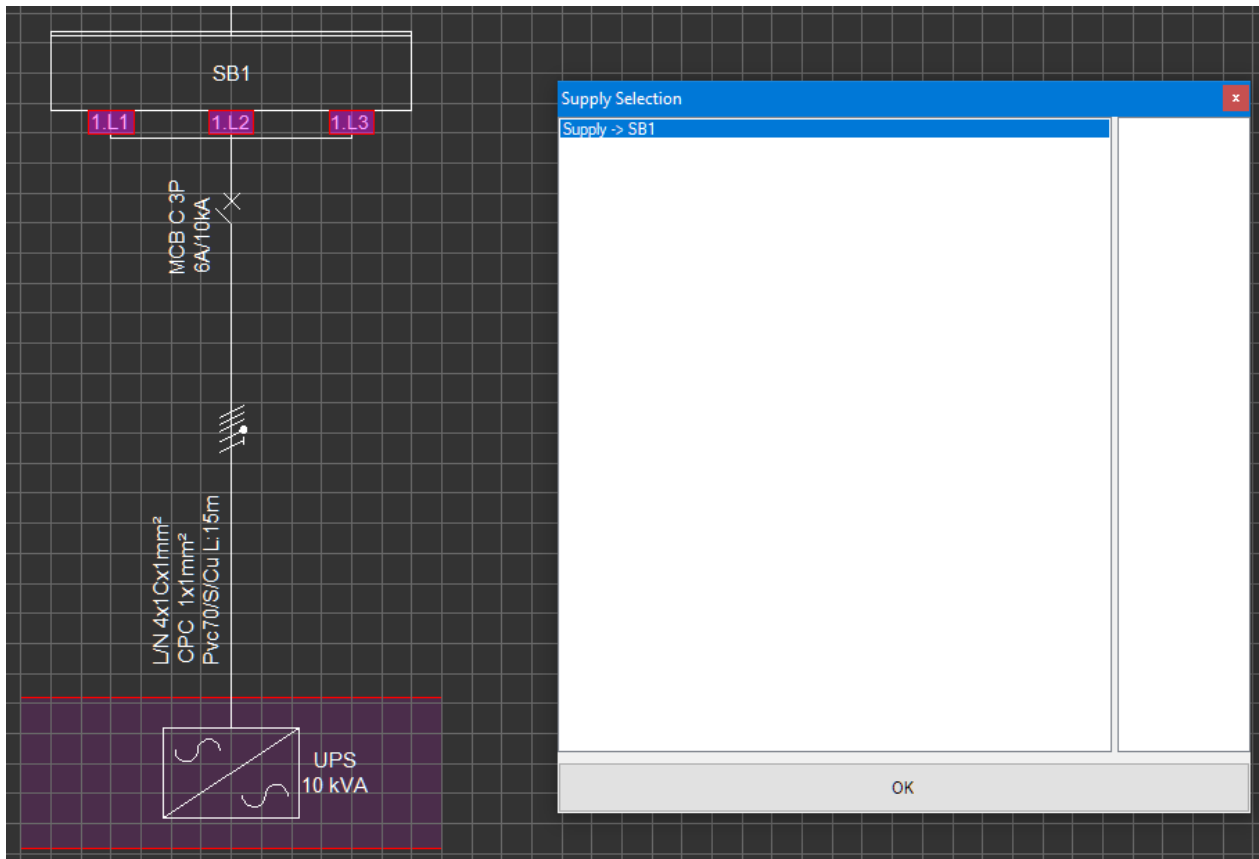 SB1
1.L1 1.L2 1.L3
MCB C 3P
6A/10kA
L/N 4x1Cx1mm²
CPC 1x1mm²
Pvc70/S/Cu L:15m
UPS
10 kVA
Supply Selection
x
Supply -> SB1
OK